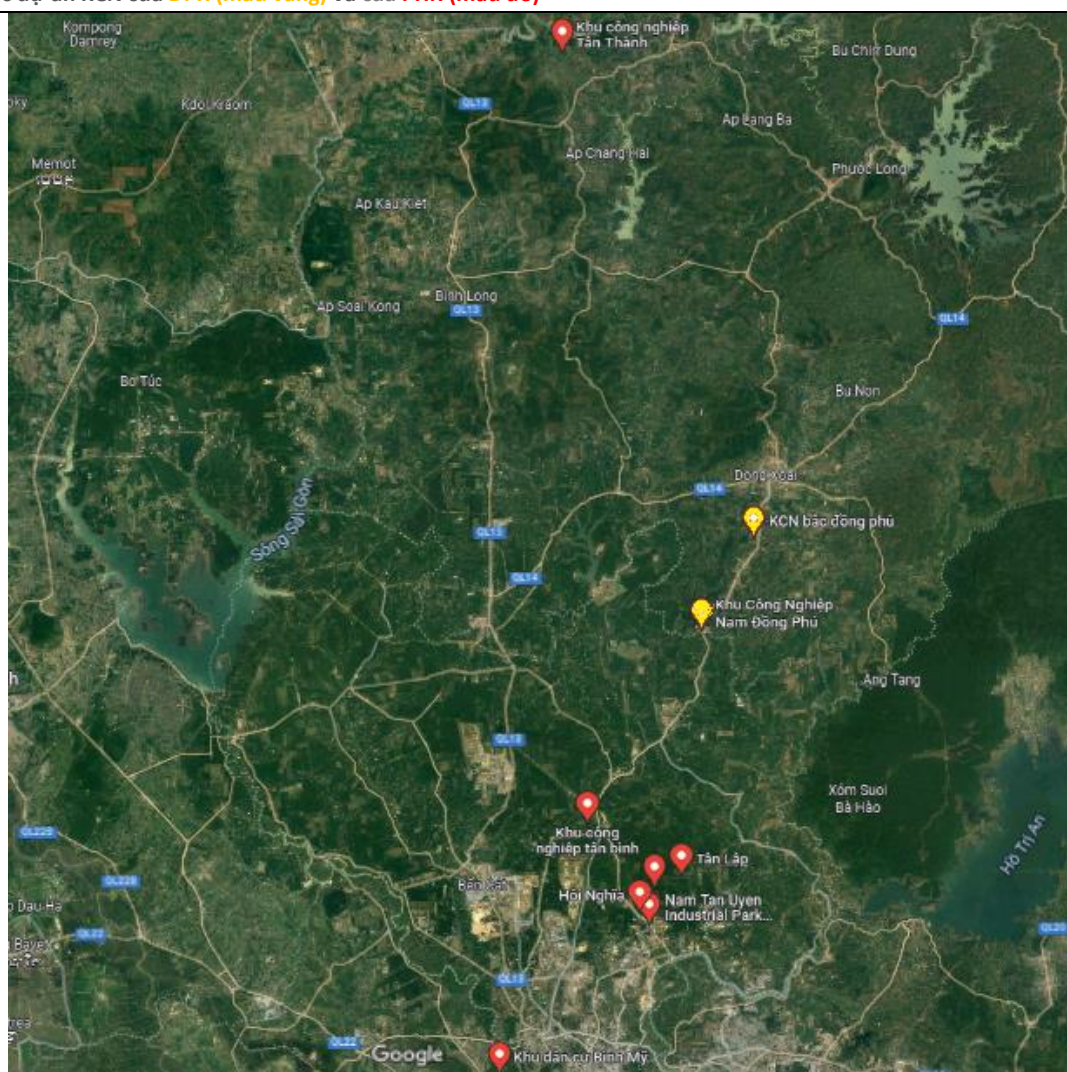 Kompong
Damrey
Khu công nghiệp
Tân Thành
Bu Chirr Dung
Kdol Kraom
QL13
Ap Lang Ba
Memot
Ap Chang Hai
Phước Long
Ap Kau Kiet
Binh Long
QL13
Ap Soai Kong
QL14
Bo Túc
Bu Non
Dong Xoai
QL14
KCN bắc đồng phú
Sông Sài Gòn
QL13
QL14
Khu Công Nghiệp
Nam Đồng Phú
Ang Tang
QL13
Xóm Suoi
Bà Hào
Hồ Trị An
Khu công
nghiệp tân bình
QL22B
Tân Lập
QL22B
Bến Cát
Hội Nghĩa
Nam Tan Uyen
Industrial Park...
QL22
QL20
QL13
QL22
Google
Khu dân cư Bình Mỹ